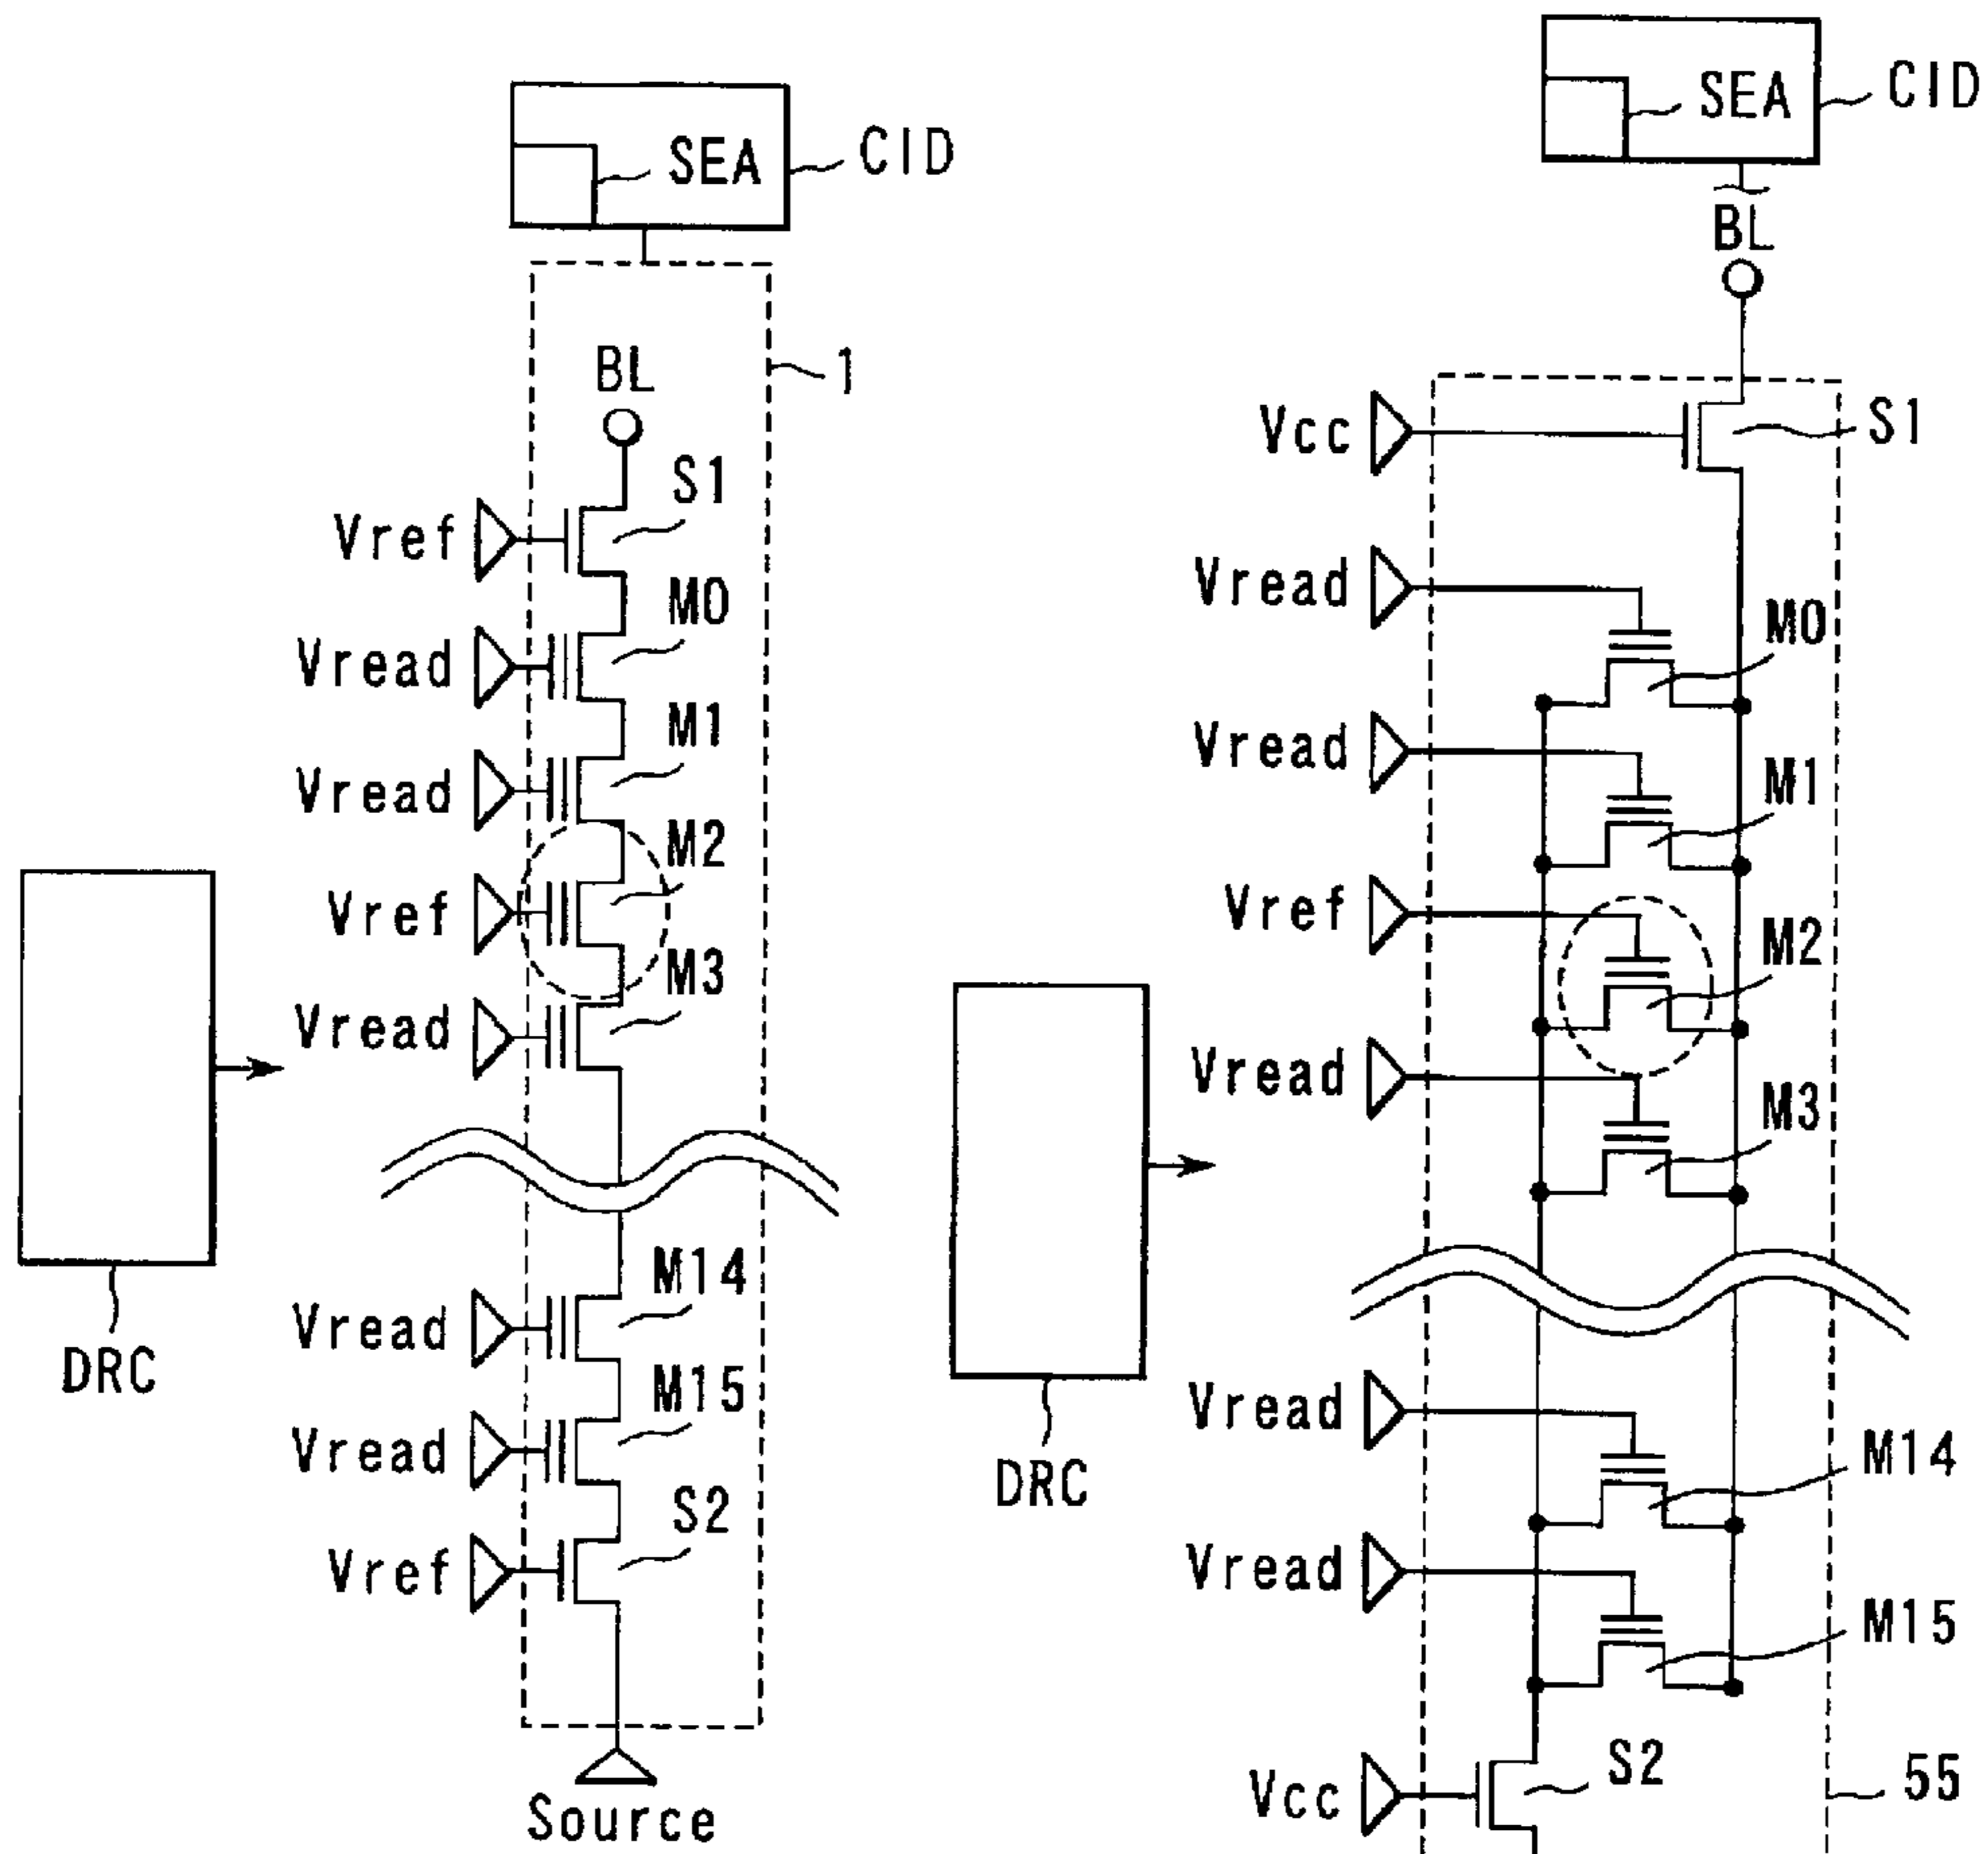 SEA
CID
1
BL
S1
Vref
M0
Vread
M1
Vread
M2
Vref
M3
Vread
DRC
M14
Vread
M15
Vread
S2
Vref
Source
SEA
CID
BL
Vcc
S1
Vread
M0
Vread
M1
Vref
M2
Vread
M3
DRC
Vread
M14
Vread
M15
S2
Vcc
55